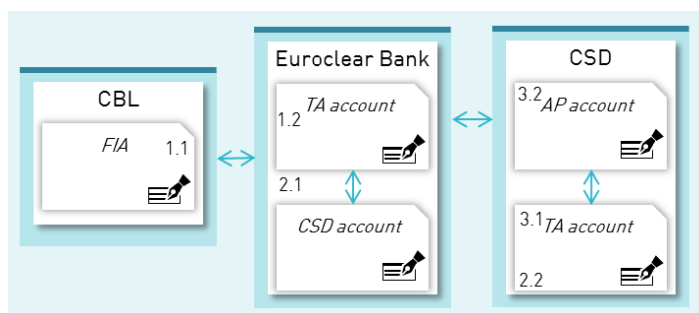 CBL
FIA 1.1
Euroclear Bank
TA account
1.2
2.1
CSD account
CSD
3.2 AP account
3.1 TA account
2.2